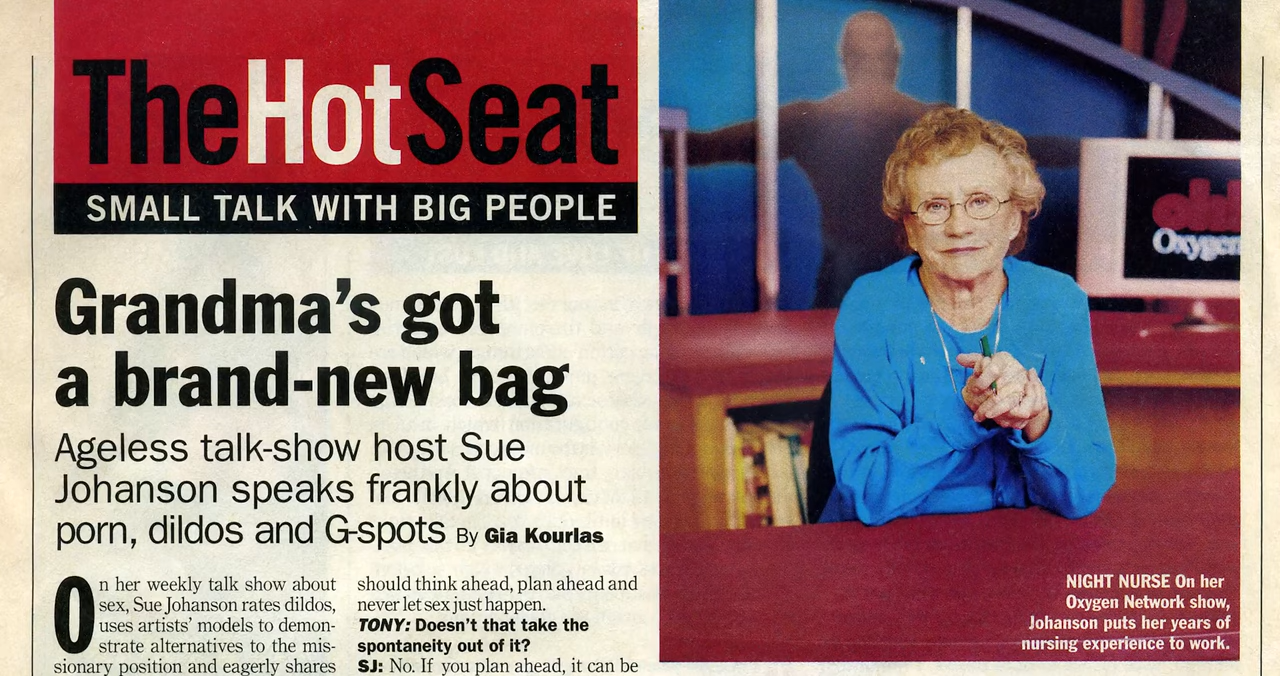 TheHotSeat
SMALL TALK WITH BIG PEOPLE
Grandma's got
a brand-new bag
Ageless talk-show host Sue
Johanson speaks frankly about
porn, dildos and G-spots By Gia Kourlas
On her weekly talk show about
sex, Sue Johanson rates dildos,
uses artists' models to demon-
strate alternatives to the mis-
sionary position and eagerly shares
should think ahead, plan ahead and
never let sex just happen.
TONY: Doesn't that take the
spontaneity out of it?
SJ: No. If you plan ahead, it can be
Oxygen
NIGHT NURSE On her
Oxygen Network show,
Johanson puts her years of
nursing experience to work.